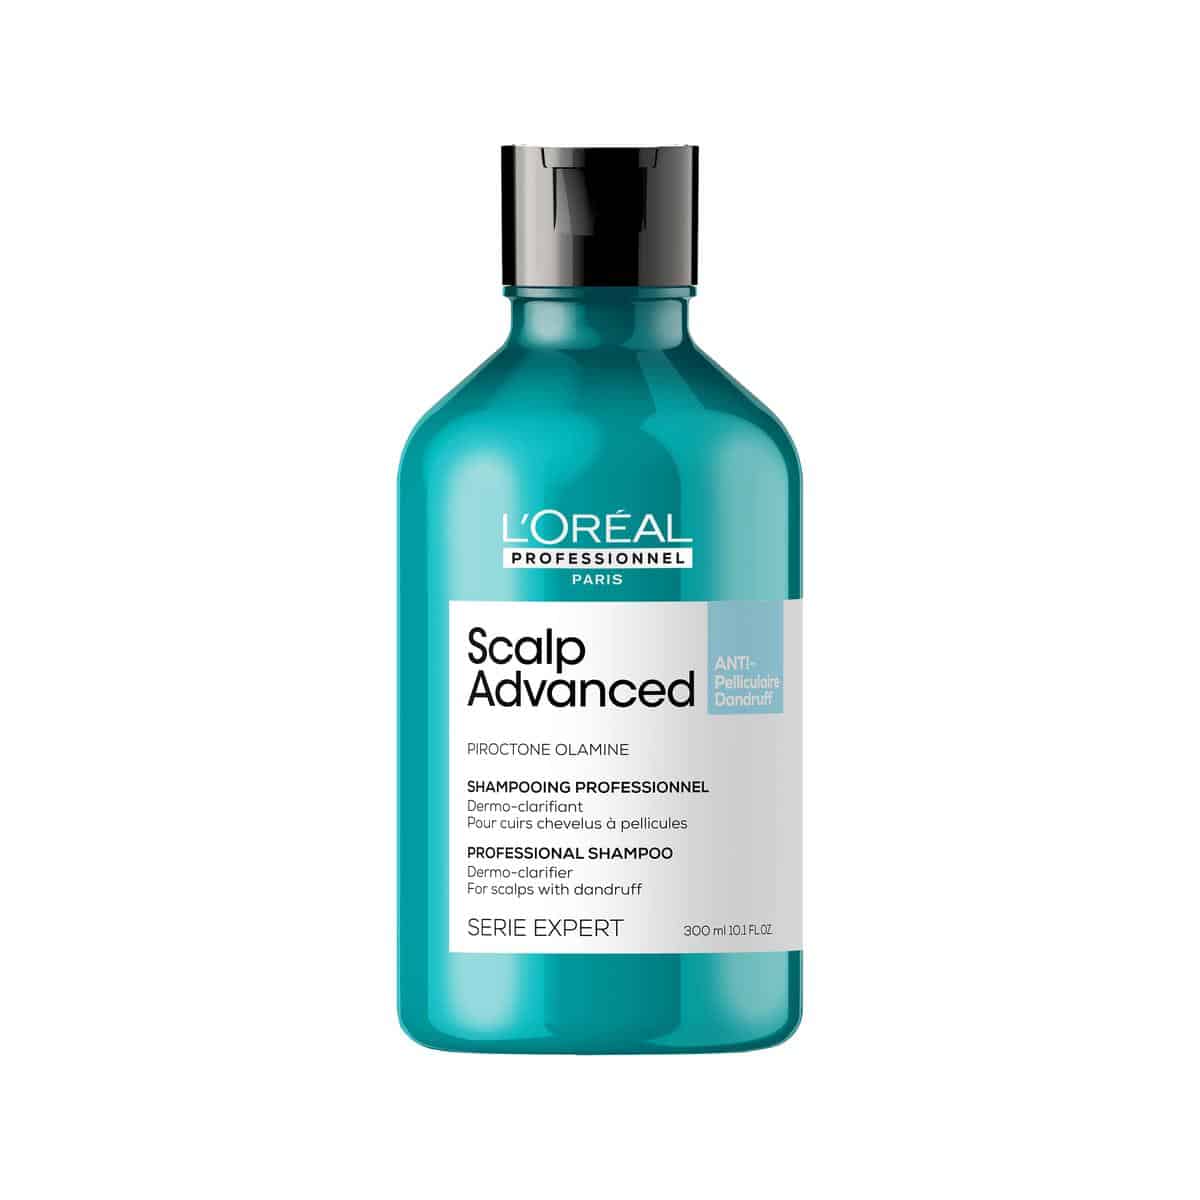 L'ORÉAL
PROFESSIONNEL
PARIS
Scalp
Advanced
ANTI-
Pelliculaire
Dandruff
PIROCTONE OLAMINE
SHAMPOOING PROFESSIONNEL
Dermo-clarifiant
Pour cuirs chevelus à pellicules
PROFESSIONAL SHAMPOO
Dermo-clarifier
For scalps with dandruff
SERIE EXPERT
300 ml 10.1 FL OZ